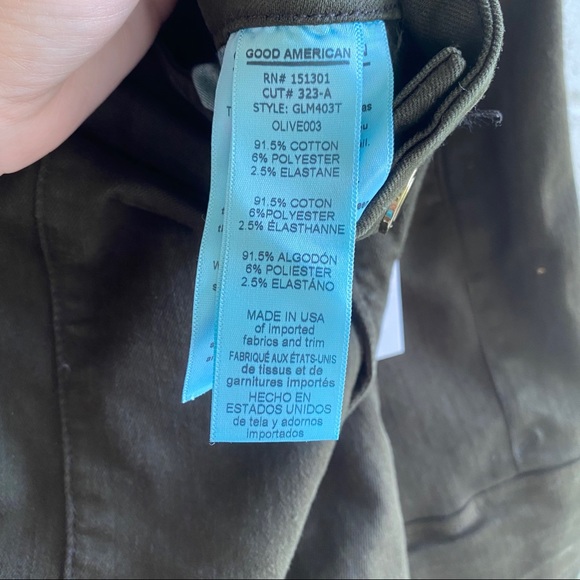 GOOD AMERICAN
RN# 151301
CUT# 323-A
STYLE: GLM403T
OLIVE003
91.5% COTTON
6% POLYESTER
2.5% ELASTANE
91.5% COTON
6%POLYESTER
2.5% ÉLASTHANNE
91.5% ALGODÓN
6% POLIESTER
2.5% ELASTÁNO
MADE IN USA
of imported
fabrics and trim
FABRIQUÉ AUX ÉTATS-UNIS
de tissus et de
garnitures importés
HECHO EN
ESTADOS UNIDOS
de tela y adornos
importados